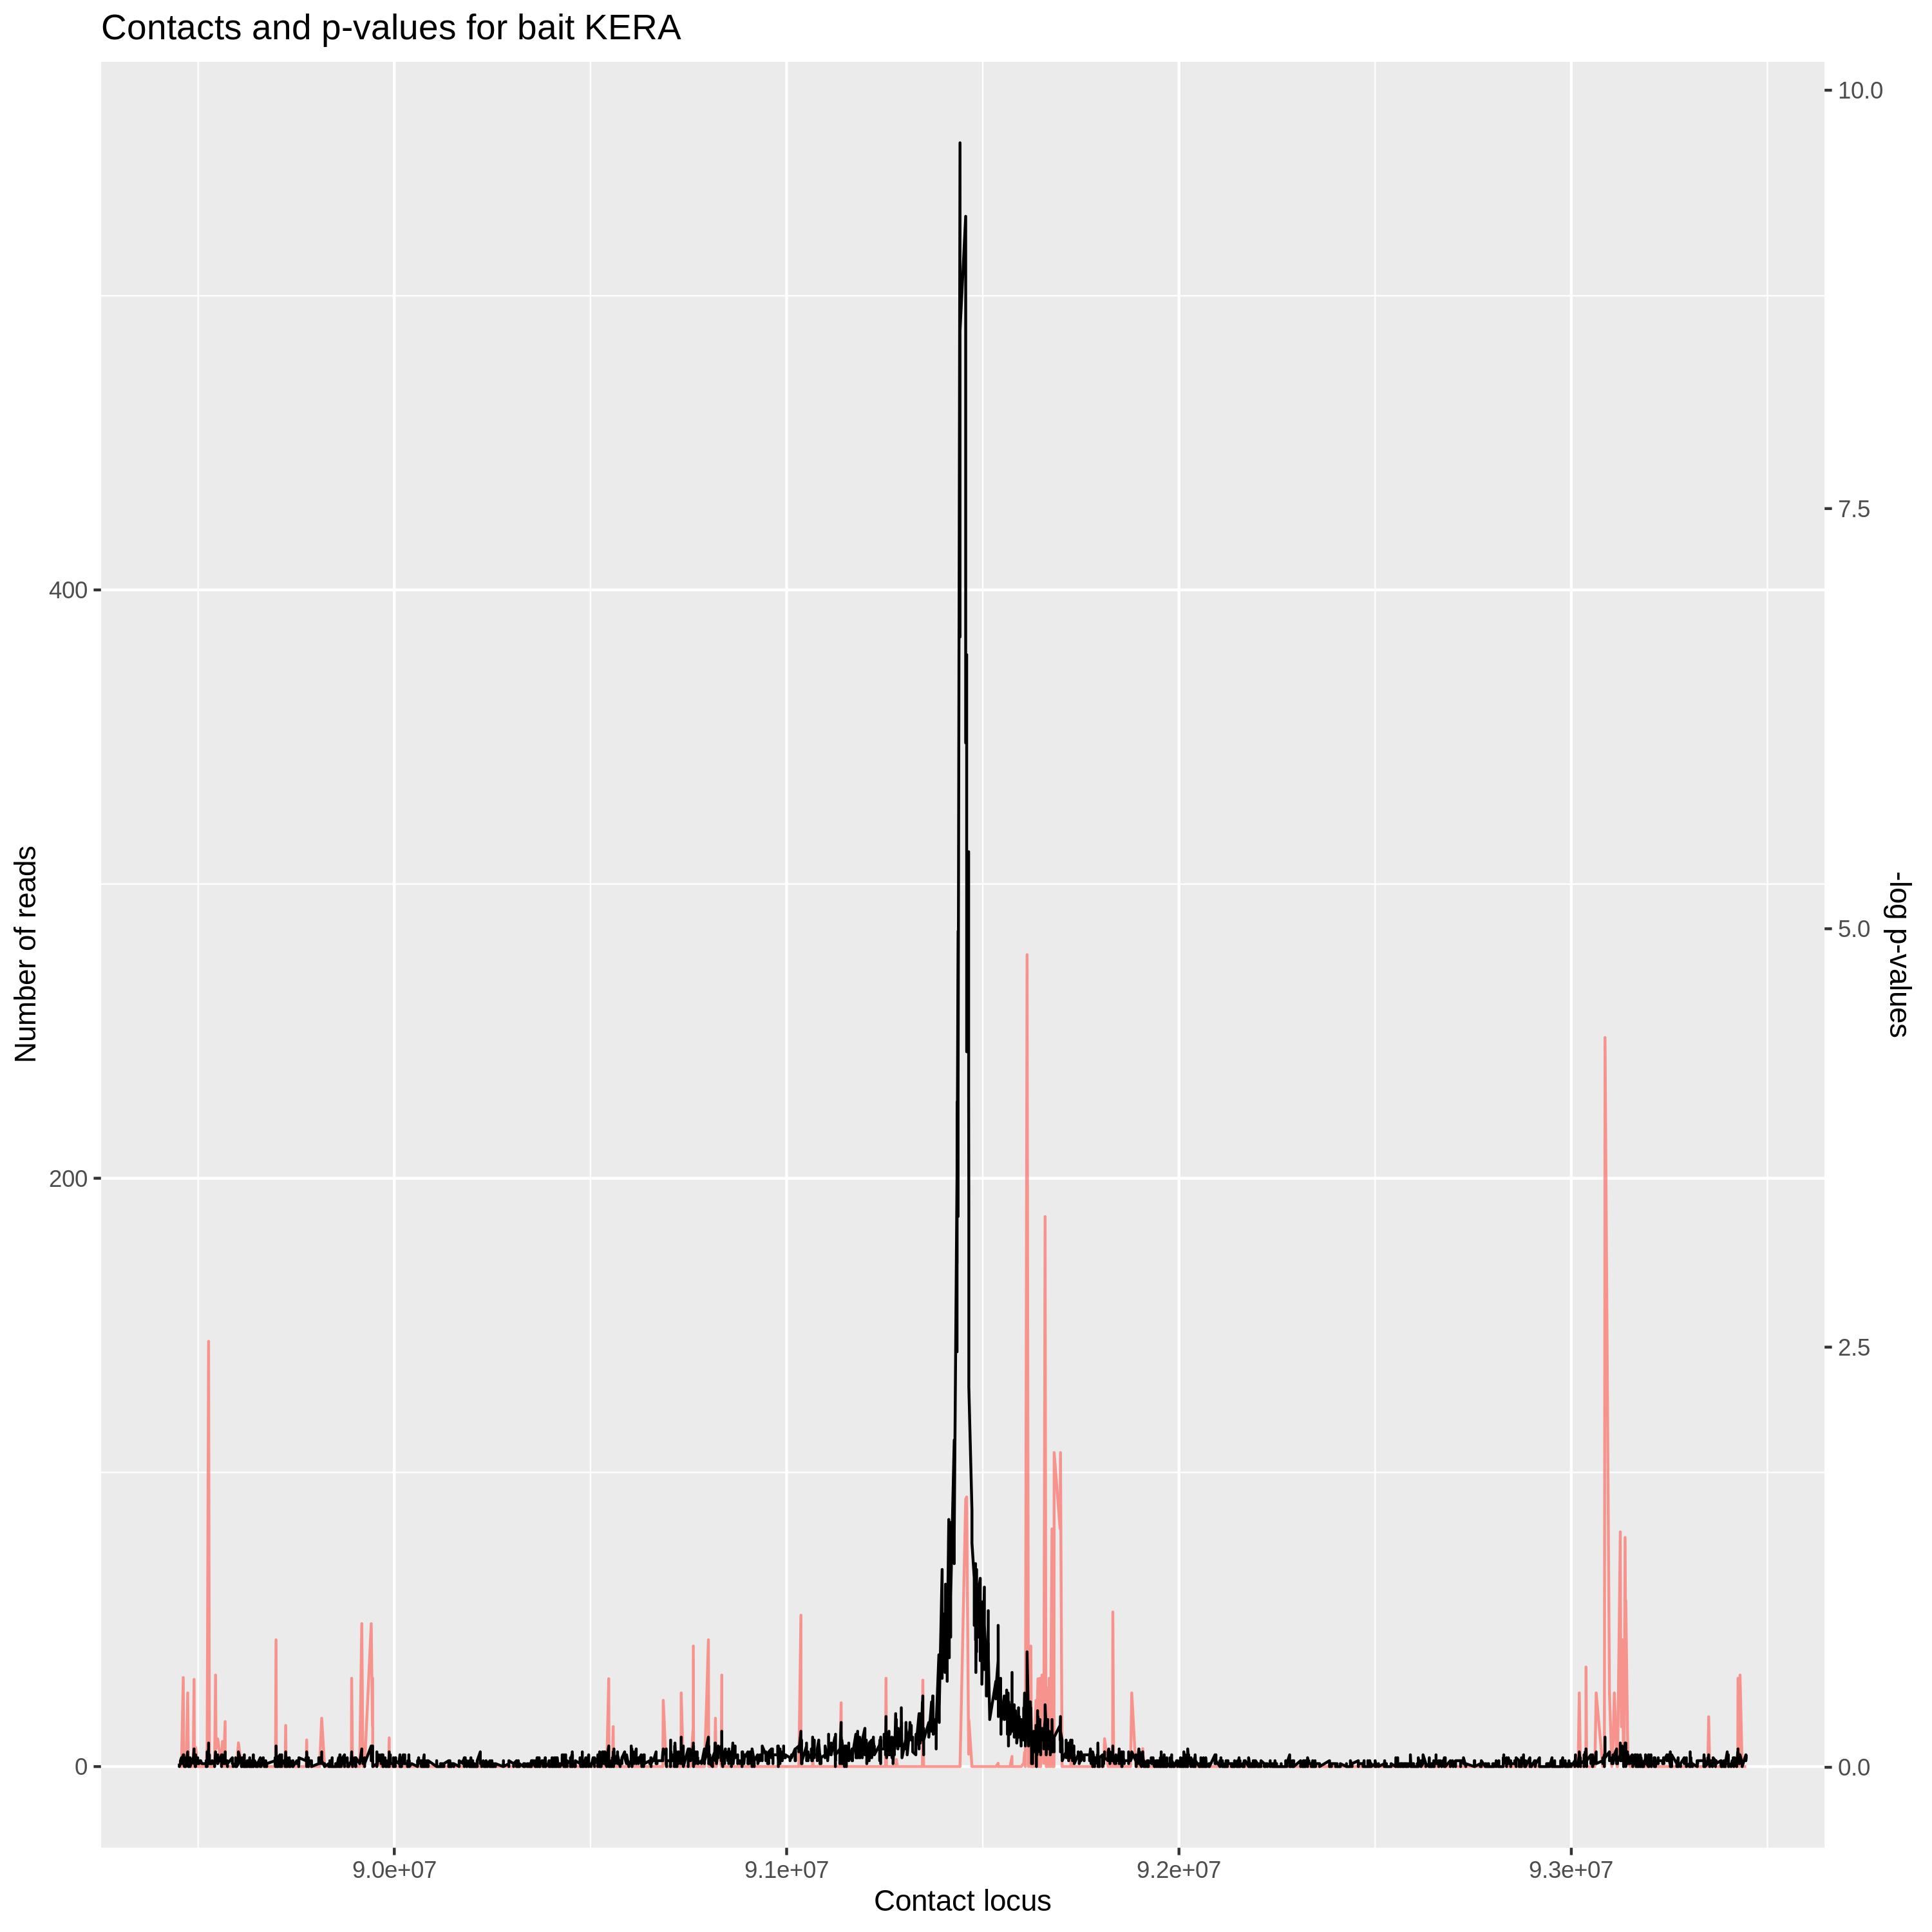 Contacts and p-values for bait KERA
10.0
7.5
400
5.0
Number of reads
-log p-values
200
2.5
0
0.0
9.0e+07
9.1e+07
9.2e+07
9.3e+07
Contact locus